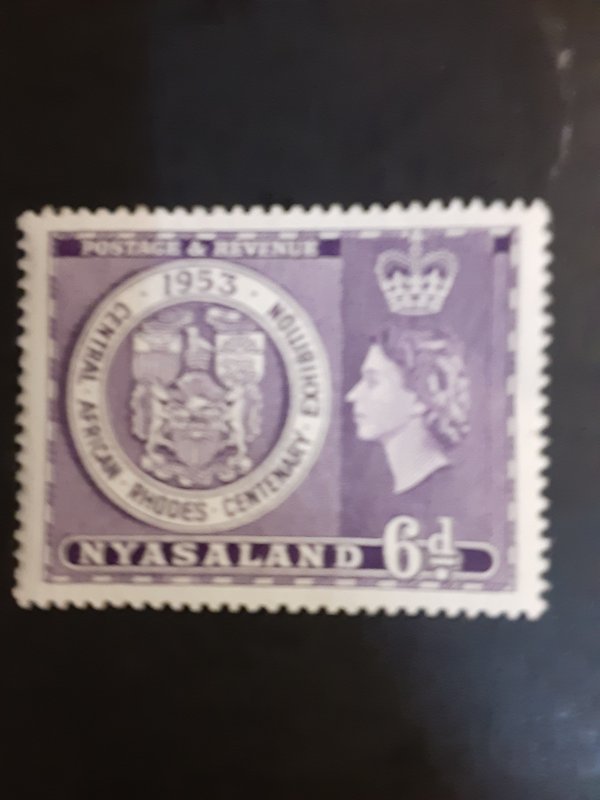 POSTAGE & REVENUE
· 1953 ·
CENTRAL · AFRICAN · RHODES · CENTENARY · EXHIBITION
NYASALAND 6d.